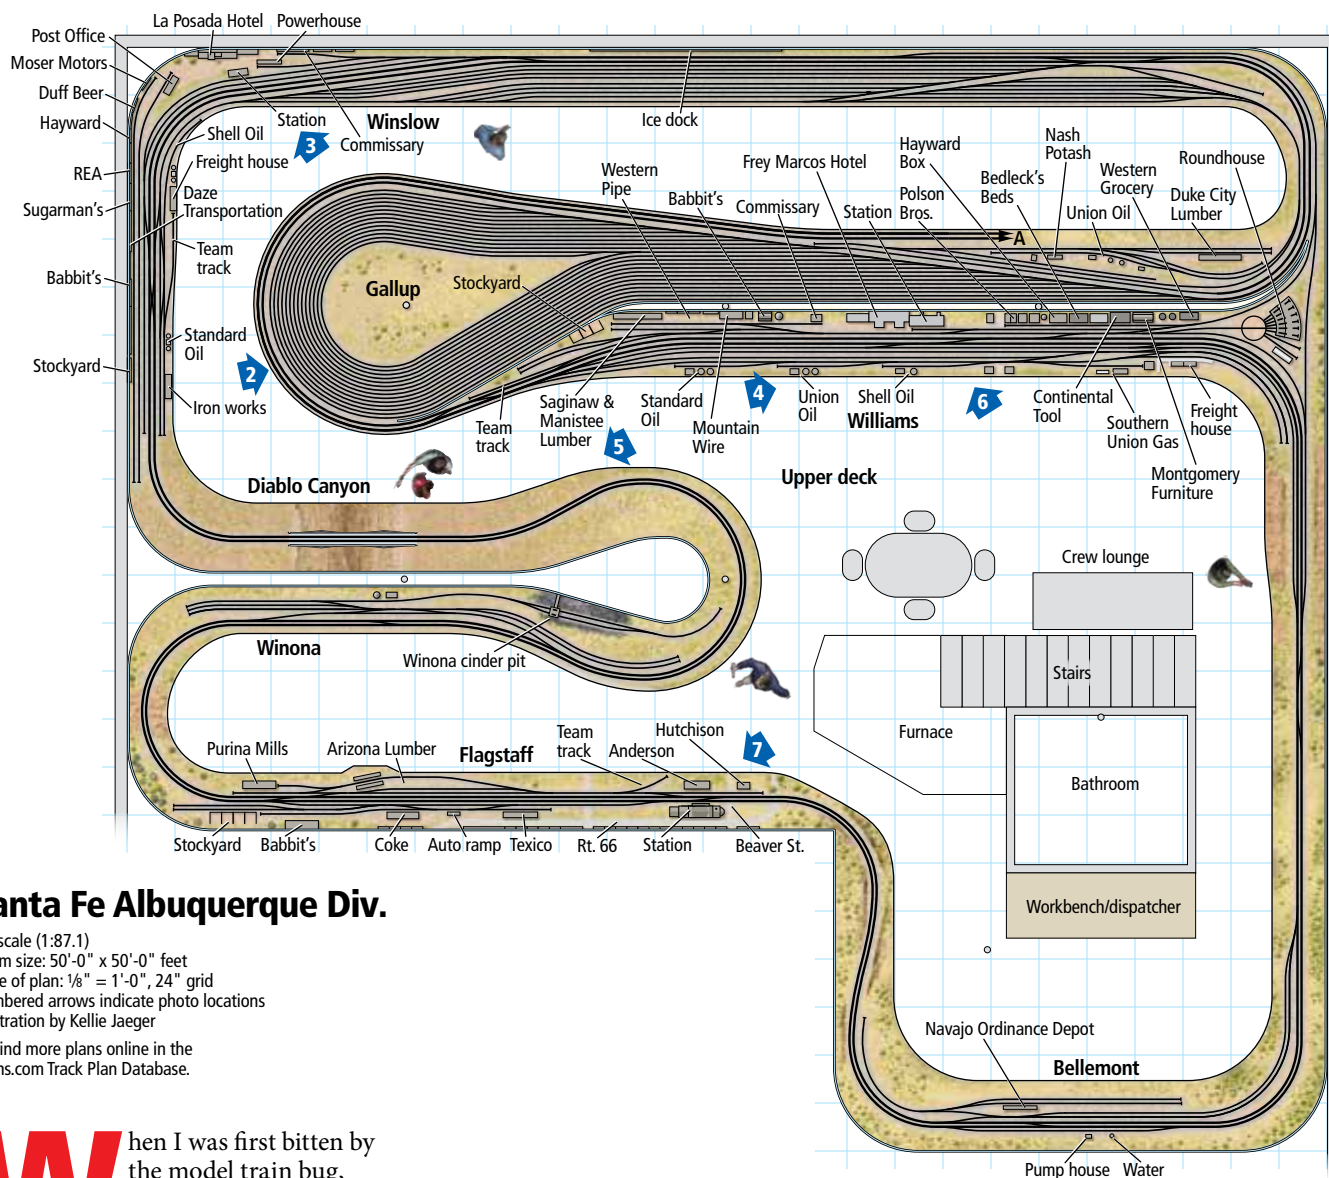 La Posada Hotel
Powerhouse
Post Office
Moser Motors
Duff Beer
Hayward
REA
Sugarman's
Babbit's
Stockyard
Station
3
Commissary
Winslow
Shell Oil
Freight house
Daze
Transportation
Team
track
Standard
Oil
Iron works
Ice dock
Western
Pipe
Babbit's
Commissary
Frey Marcos Hotel
Station
Hayward
Box
Polson
Bros.
Bedleck's
Beds
Nash
Potash
Union Oil
Western
Grocery
Duke City
Lumber
Roundhouse
A
Gallup
Stockyard
2
Team
track
Saginaw &
Manistee
Lumber
Standard
Oil
Mountain
Wire
4
Union
Oil
Shell Oil
Williams
6
Continental
Tool
Southern
Union Gas
Freight
house
Montgomery
Furniture
5
Upper deck
Diablo Canyon
Crew lounge
Stairs
Furnace
Bathroom
Workbench/dispatcher
Winona
Winona cinder pit
7
Purina Mills
Arizona Lumber
Flagstaff
Team
track
Anderson
Hutchison
Stockyard
Babbit's
Coke
Auto ramp
Texico
Rt. 66
Station
Beaver St.
Navajo Ordinance Depot
Bellemont
Pump house
Water
anta Fe Albuquerque Div.
scale (1:87.1)
m size: 50'-0" x 50'-0" feet
e of plan: 1/8" = 1'-0", 24" grid
nbered arrows indicate photo locations
tration by Kellie Jaeger
ind more plans online in the
ns.com Track Plan Database.
When I was first bitten by
the model train bug,